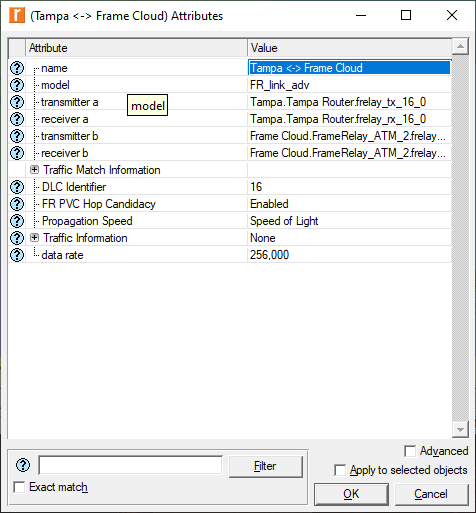 (Tampa <-> Frame Cloud) Attributes
Attribute Value
name Tampa <-> Frame Cloud
model FR_link_adv
transmitter a Tampa.Tampa Router.frelay_tx_16_0
model
receiver a Tampa.Tampa Router.frelay_rx_16_0
transmitter b Frame Cloud.FrameRelay_ATM_2.frelay...
receiver b Frame Cloud.FrameRelay_ATM_2.frelay...
Traffic Match Information
DLC Identifier 16
FR PVC Hop Candidacy Enabled
Propagation Speed Speed of Light
Traffic Information None
data rate 256,000
Advanced
Filter
Apply to selected objects
Exact match
OK Cancel